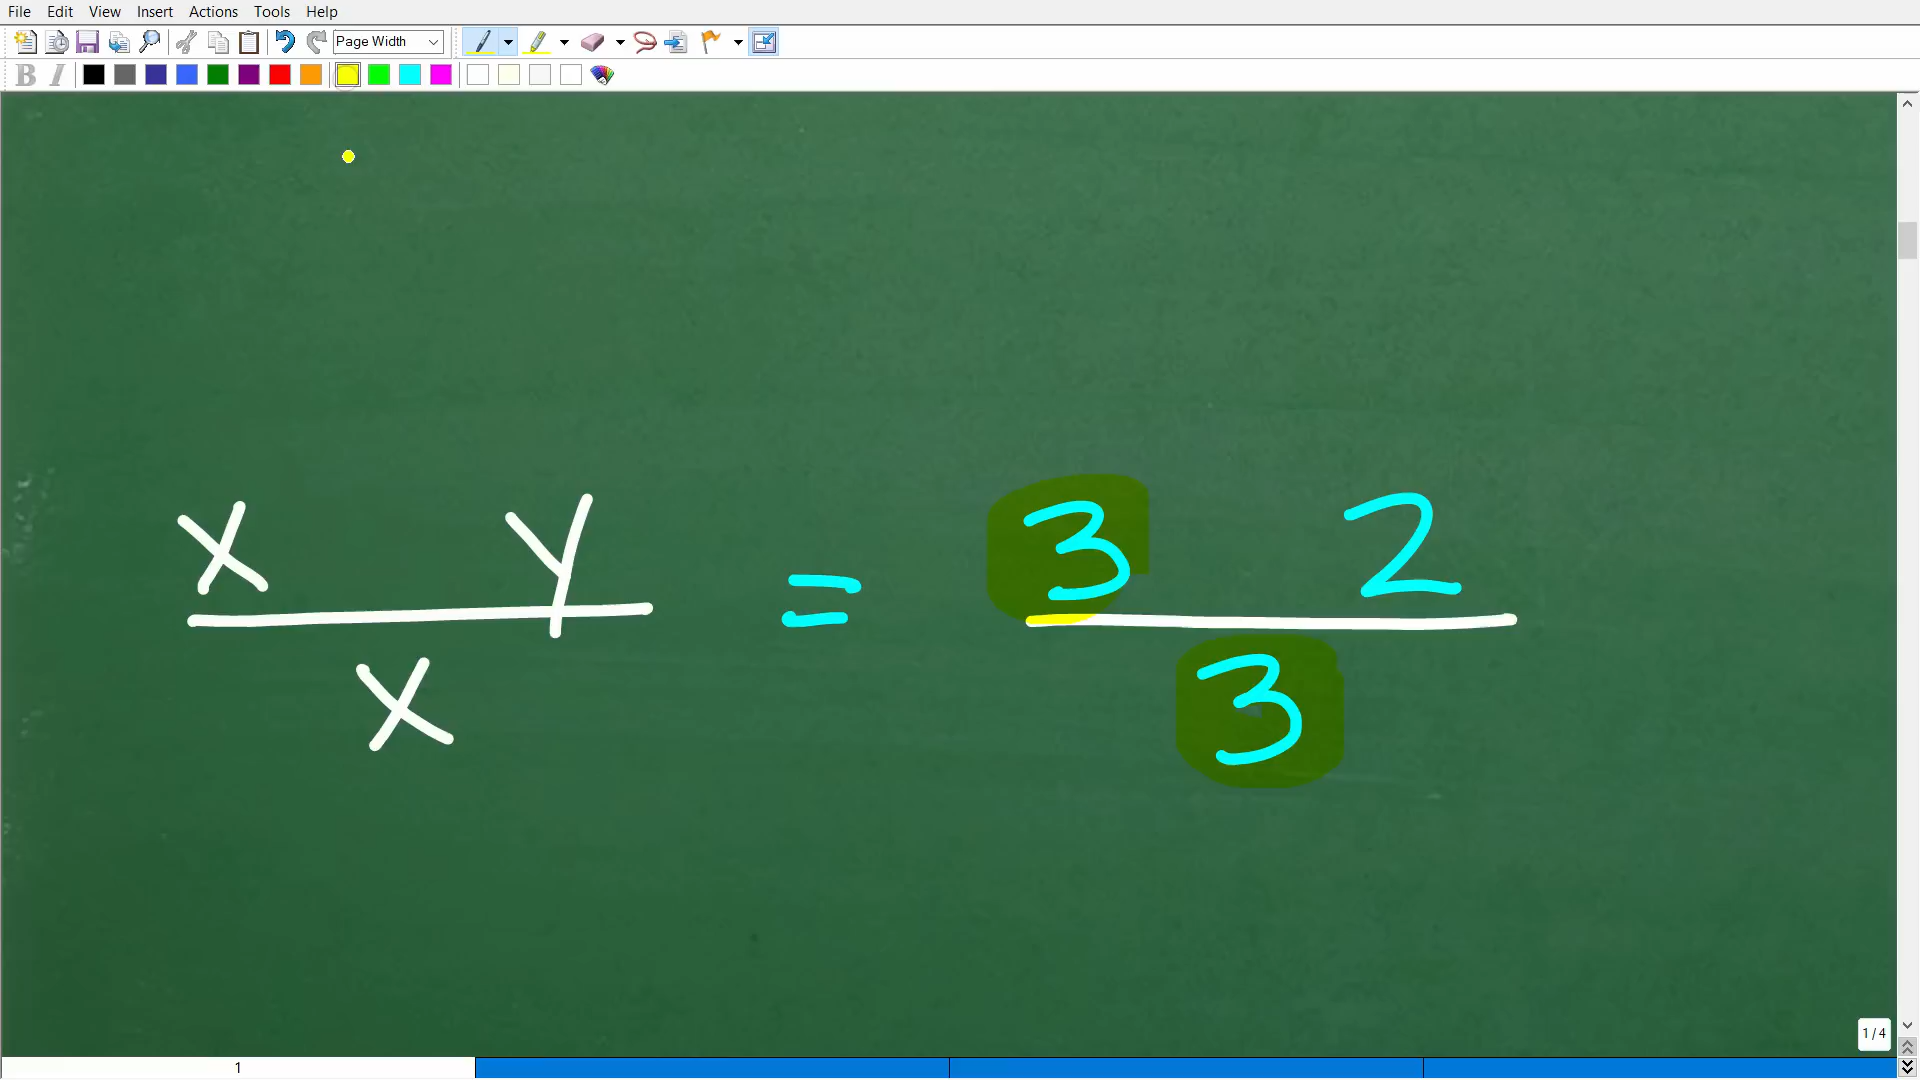 File Edit View Insert Actions Tools Help
Page Width
B I
x y = 3 2
x 3
1 / 4
1